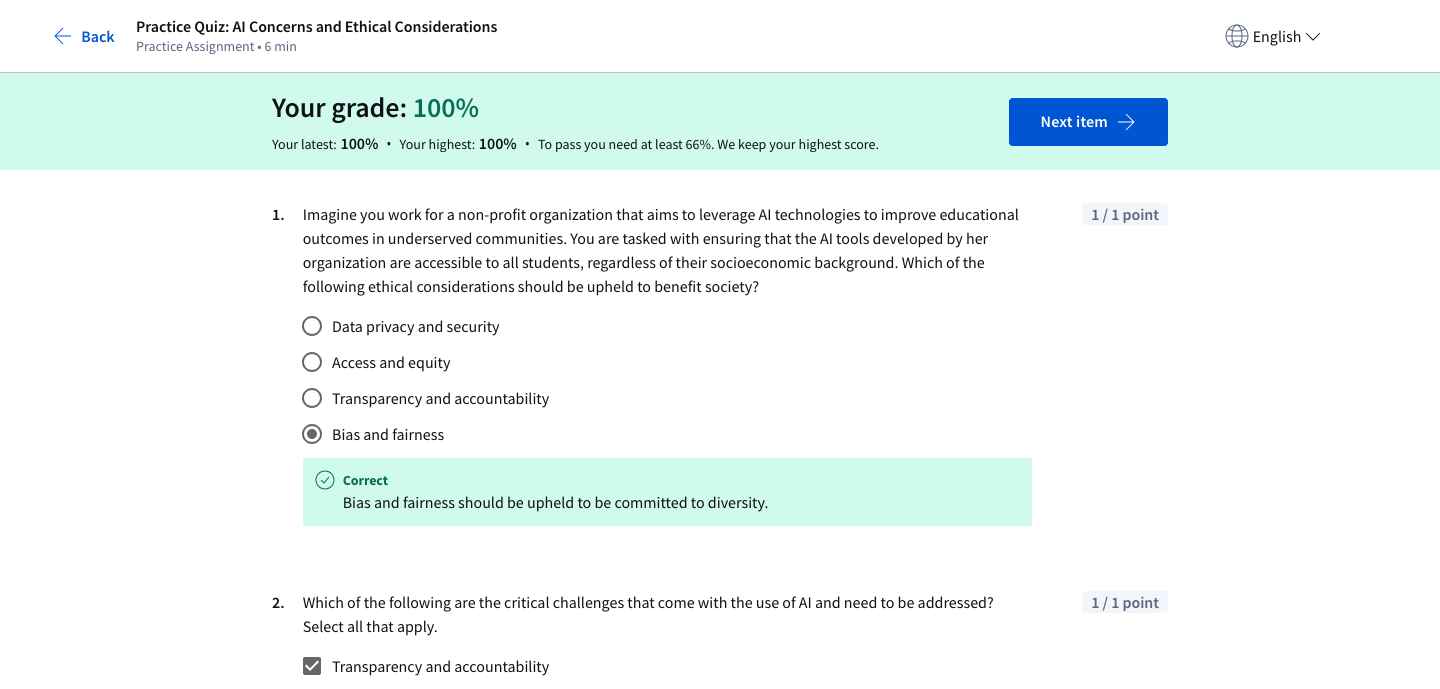 Back
Practice Quiz: AI Concerns and Ethical Considerations
Practice Assignment • 6 min
English
Your grade: 100%
Your latest: 100% • Your highest: 100% • To pass you need at least 66%. We keep your highest score.
Next item
1. Imagine you work for a non-profit organization that aims to leverage AI technologies to improve educational
outcomes in underserved communities. You are tasked with ensuring that the AI tools developed by her
organization are accessible to all students, regardless of their socioeconomic background. Which of the
following ethical considerations should be upheld to benefit society?
1 / 1 point
Data privacy and security
Access and equity
Transparency and accountability
Bias and fairness
Correct
Bias and fairness should be upheld to be committed to diversity.
2. Which of the following are the critical challenges that come with the use of AI and need to be addressed?
Select all that apply.
1 / 1 point
Transparency and accountability